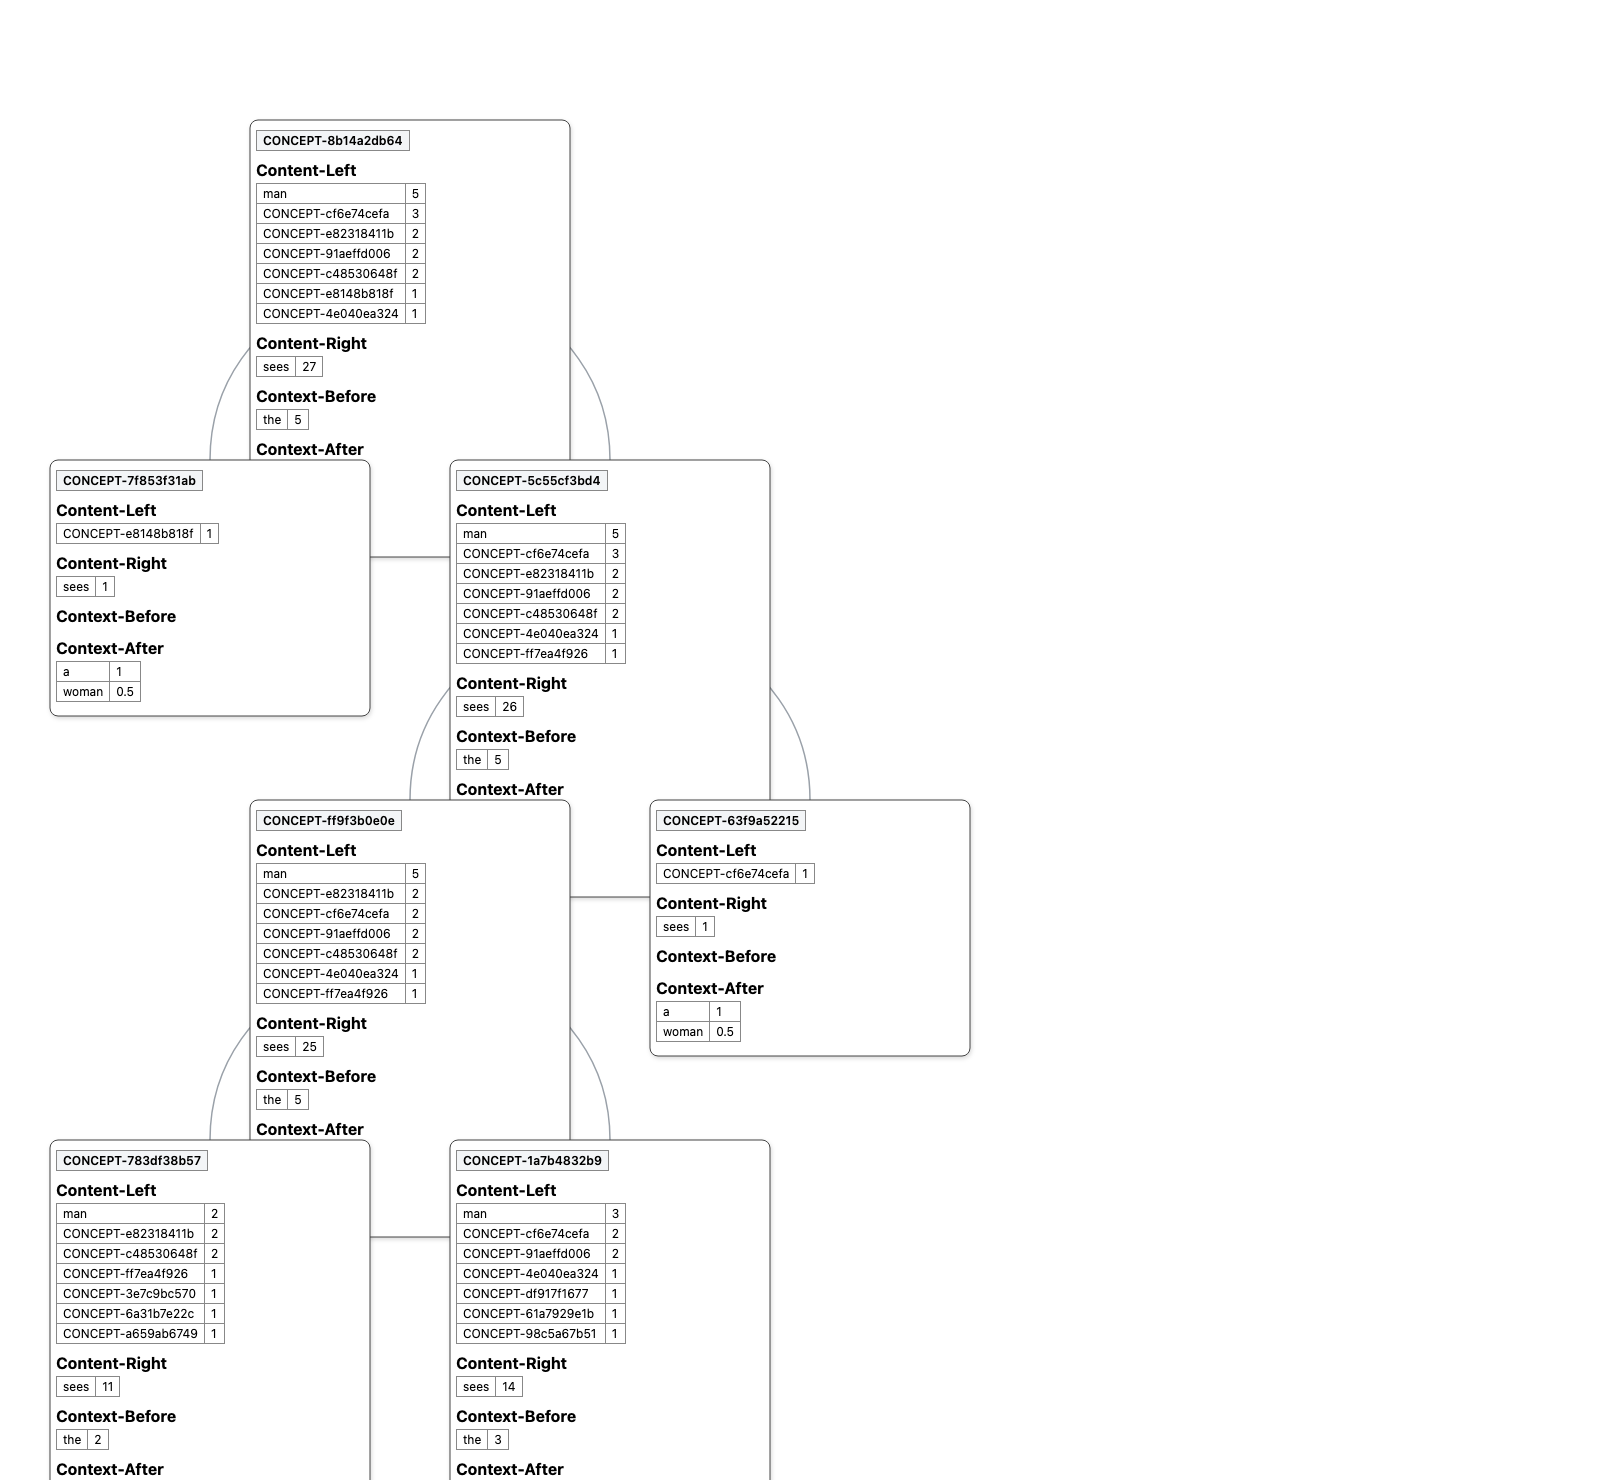 CONCEPT-8b14a2db64
Content-Left
man 5
CONCEPT-cf6e74cefa 3
CONCEPT-e82318411b 2
CONCEPT-91aeffd006 2
CONCEPT-c48530648f 2
CONCEPT-e8148b818f 1
CONCEPT-4e040ea324 1
Content-Right
sees 27
Context-Before
the 5
Context-After
CONCEPT-7f853f31ab
Content-Left
CONCEPT-e8148b818f 1
Content-Right
sees 1
Context-Before
Context-After
a 1
woman 0.5
CONCEPT-5c55cf3bd4
Content-Left
man 5
CONCEPT-cf6e74cefa 3
CONCEPT-e82318411b 2
CONCEPT-91aeffd006 2
CONCEPT-c48530648f 2
CONCEPT-4e040ea324 1
CONCEPT-ff7ea4f926 1
Content-Right
sees 26
Context-Before
the 5
Context-After
CONCEPT-ff9f3b0e0e
Content-Left
man 5
CONCEPT-e82318411b 2
CONCEPT-cf6e74cefa 2
CONCEPT-91aeffd006 2
CONCEPT-c48530648f 2
CONCEPT-4e040ea324 1
CONCEPT-ff7ea4f926 1
Content-Right
sees 25
Context-Before
the 5
Context-After
CONCEPT-63f9a52215
Content-Left
CONCEPT-cf6e74cefa 1
Content-Right
sees 1
Context-Before
Context-After
a 1
woman 0.5
CONCEPT-783df38b57
Content-Left
man 2
CONCEPT-e82318411b 2
CONCEPT-c48530648f 2
CONCEPT-ff7ea4f926 1
CONCEPT-3e7c9bc570 1
CONCEPT-6a31b7e22c 1
CONCEPT-a659ab6749 1
Content-Right
sees 11
Context-Before
the 2
Context-After
CONCEPT-1a7b4832b9
Content-Left
man 3
CONCEPT-cf6e74cefa 2
CONCEPT-91aeffd006 2
CONCEPT-4e040ea324 1
CONCEPT-df917f1677 1
CONCEPT-61a7929e1b 1
CONCEPT-98c5a67b51 1
Content-Right
sees 14
Context-Before
the 3
Context-After